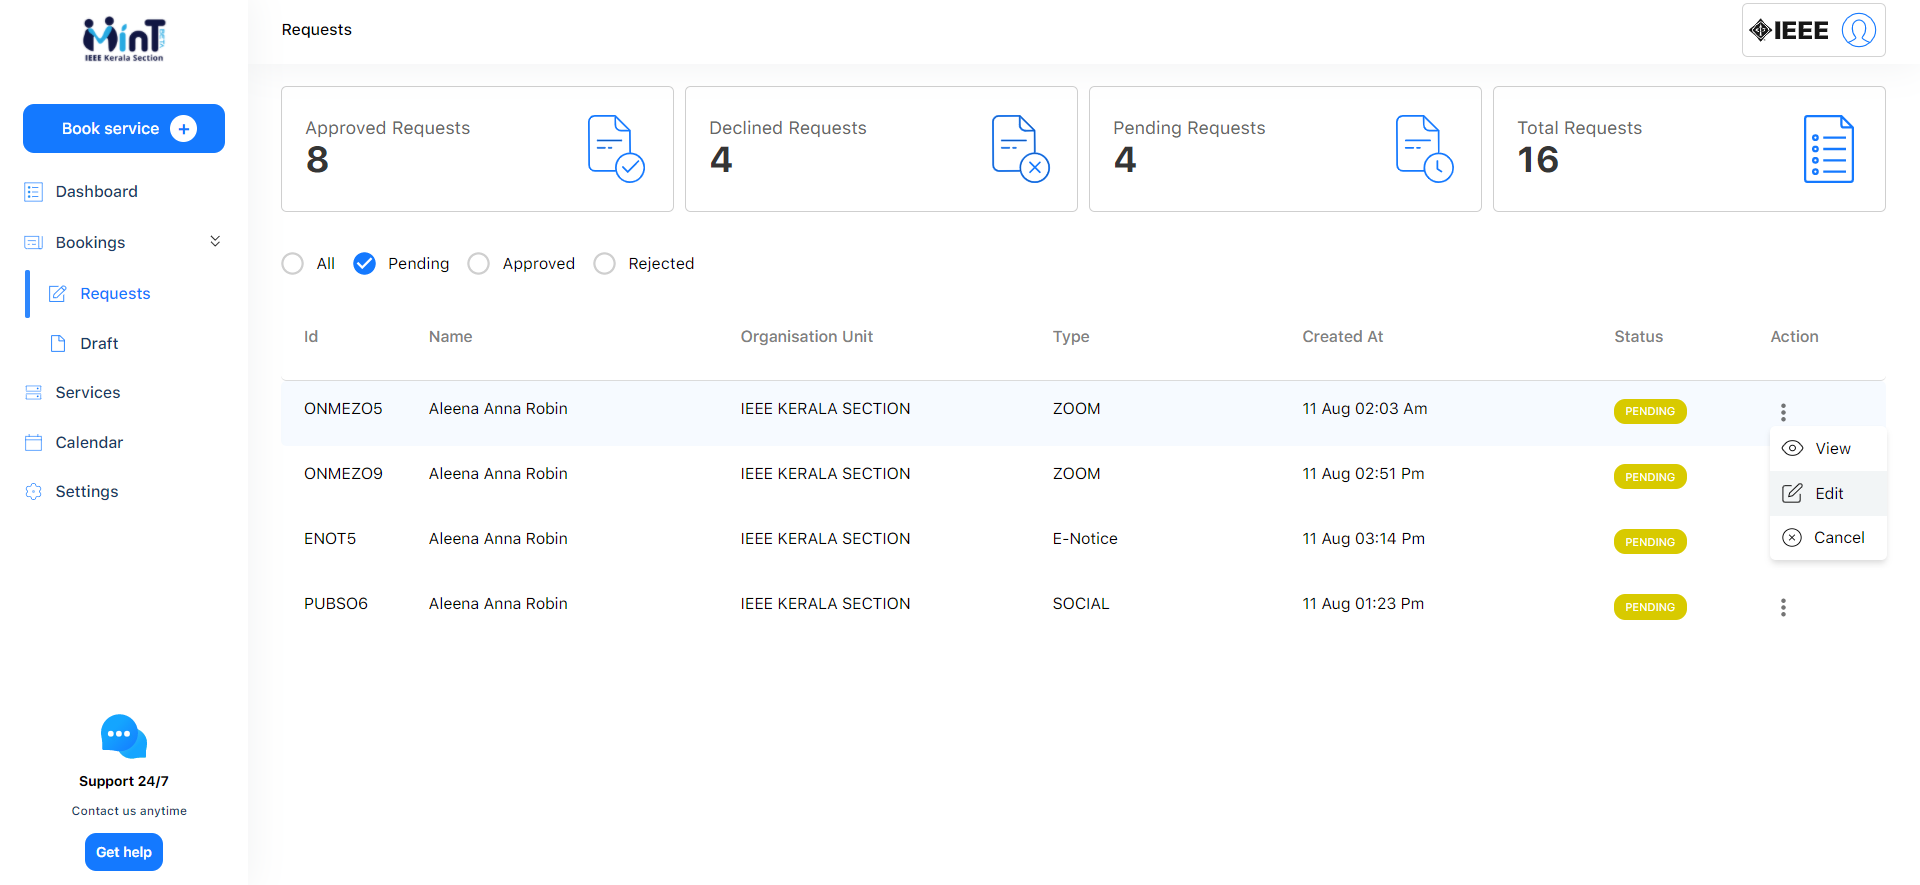 MinT
BETA
IEEE Kerala Section
Requests
IEEE
Book service
Dashboard
Bookings
Requests
Draft
Services
Calendar
Settings
Support 24/7
Contact us anytime
Get help
Approved Requests
8
Declined Requests
4
Pending Requests
4
Total Requests
16
All Pending Approved Rejected
Id Name Organisation Unit Type Created At Status Action
ONMEZO5 Aleena Anna Robin IEEE KERALA SECTION ZOOM 11 Aug 02:03 Am PENDING
ONMEZO9 Aleena Anna Robin IEEE KERALA SECTION ZOOM 11 Aug 02:51 Pm PENDING
ENOT5 Aleena Anna Robin IEEE KERALA SECTION E-Notice 11 Aug 03:14 Pm PENDING
PUBSO6 Aleena Anna Robin IEEE KERALA SECTION SOCIAL 11 Aug 01:23 Pm PENDING
View
Edit
Cancel